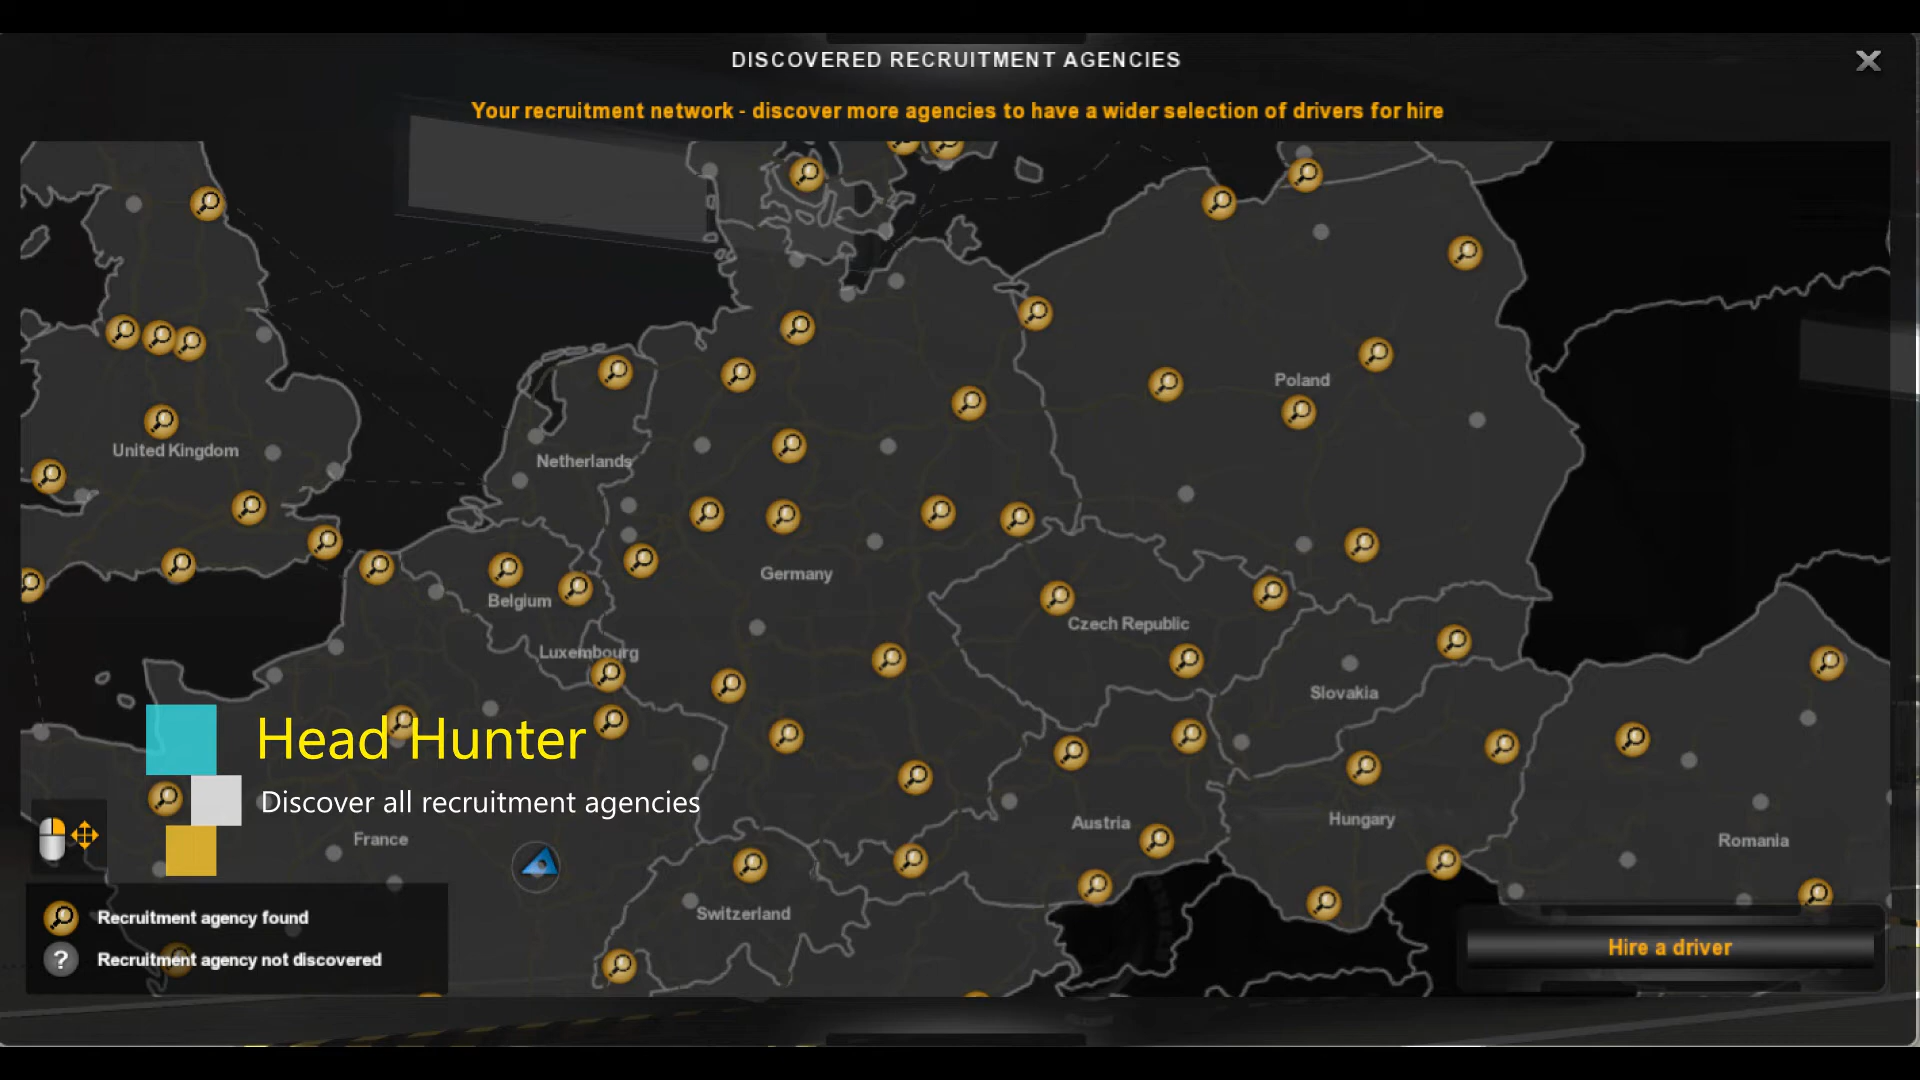 DISCOVERED RECRUITMENT AGENCIES
Your recruitment network - discover more agencies to have a wider selection of drivers for hire
Poland
United Kingdom
Netherlands
Germany
Belgium
Czech Republic
Luxembourg
Slovakia
Head Hunter
Discover all recruitment agencies
Austria
Hungary
France
Romania
Switzerland
Recruitment agency found
Hire a driver
?
Recruitment agency not discovered